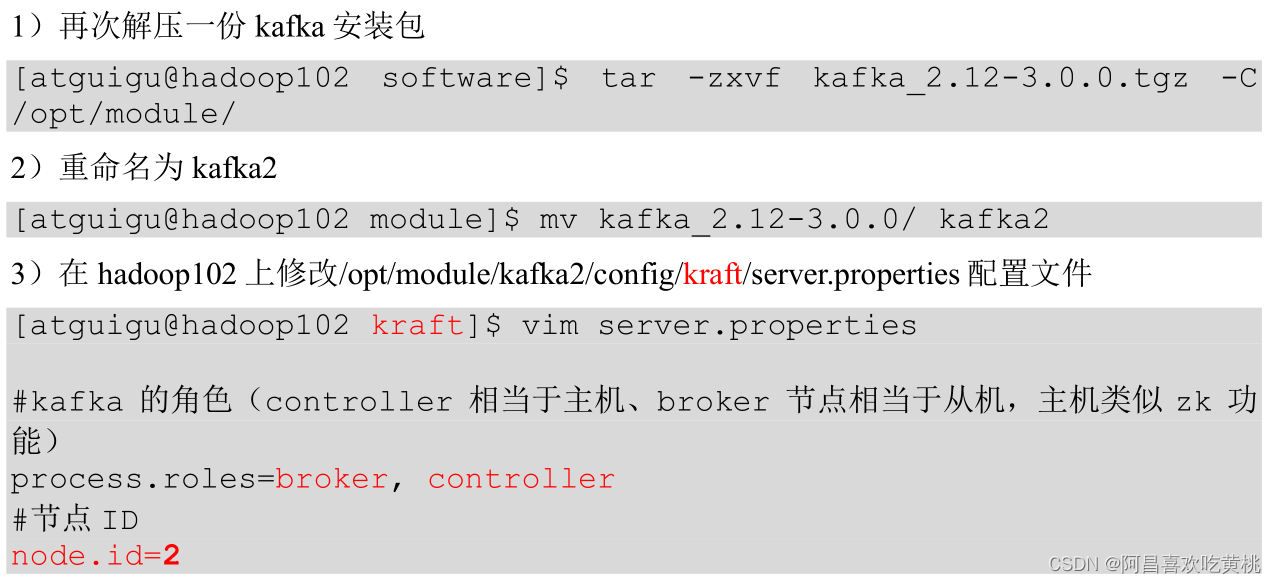 1）再次解压一份 kafka 安装包
[atguigu@hadoop102 software]$ tar -zxvf kafka_2.12-3.0.0.tgz -C
/opt/module/
2）重命名为 kafka2
[atguigu@hadoop102 module]$ mv kafka_2.12-3.0.0/ kafka2
3）在 hadoop102 上修改/opt/module/kafka2/config/kraft/server.properties 配置文件
[atguigu@hadoop102 kraft]$ vim server.properties
#kafka 的角色（controller 相当于主机、broker 节点相当于从机，主机类似 zk 功
能）
process.roles=broker, controller
#节点 ID
node.id=2
CSDN @阿昌喜欢吃黄桃